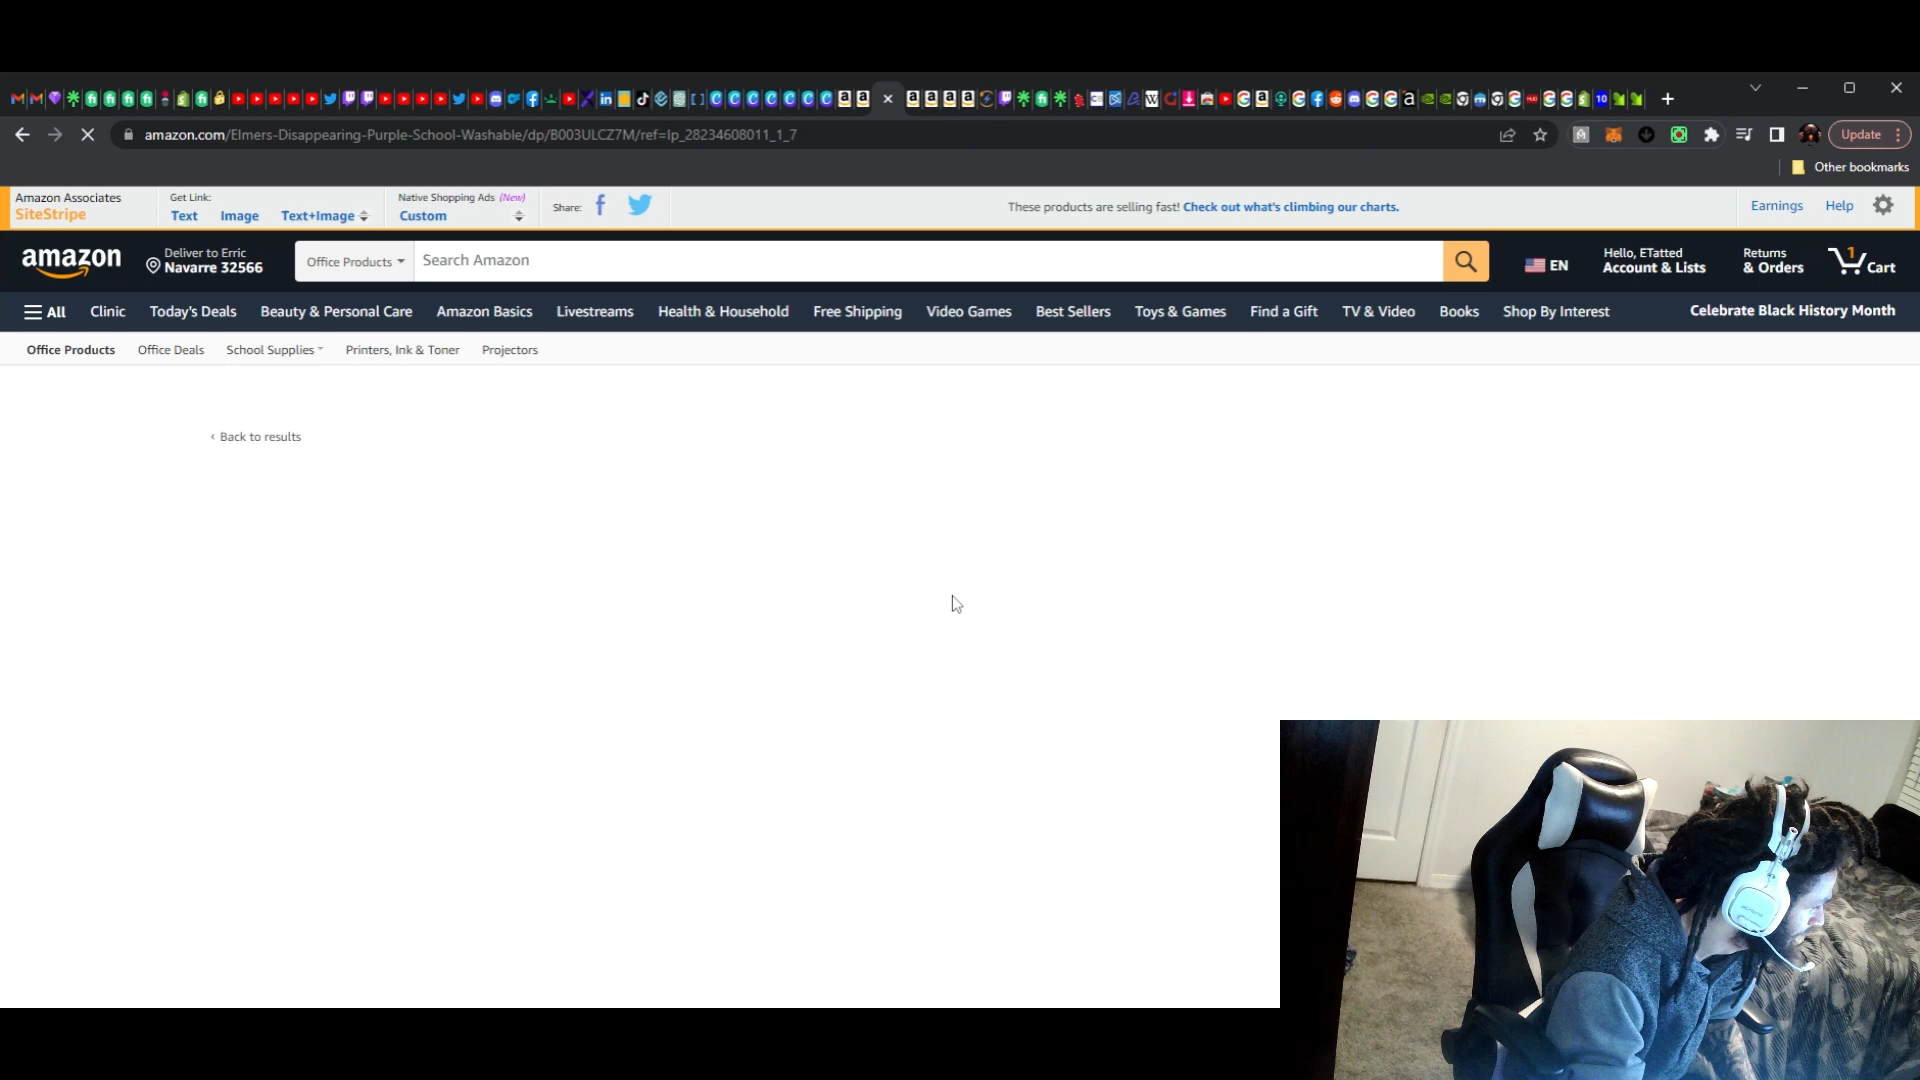 amazon.com/Elmers-Disappearing-Purple-School-Washable/dp/B003ULCZ7M/ref=lp_28234608011_1_7
Update
Other bookmarks
Amazon Associates
SiteStripe
Get Link:
Text Image Text+Image
Native Shopping Ads (New)
Custom
Share:
These products are selling fast! Check out what's climbing our charts.
Earnings Help
amazon
Deliver to Erric
Navarre 32566
Office Products
Search Amazon
EN
Hello, ETatted
Account & Lists
Returns
& Orders
1
Cart
All Clinic Today's Deals Beauty & Personal Care Amazon Basics Livestreams Health & Household Free Shipping Video Games Best Sellers Toys & Games Find a Gift TV & Video Books Shop By Interest Celebrate Black History Month
Office Products Office Deals School Supplies Printers, Ink & Toner Projectors
‹ Back to results